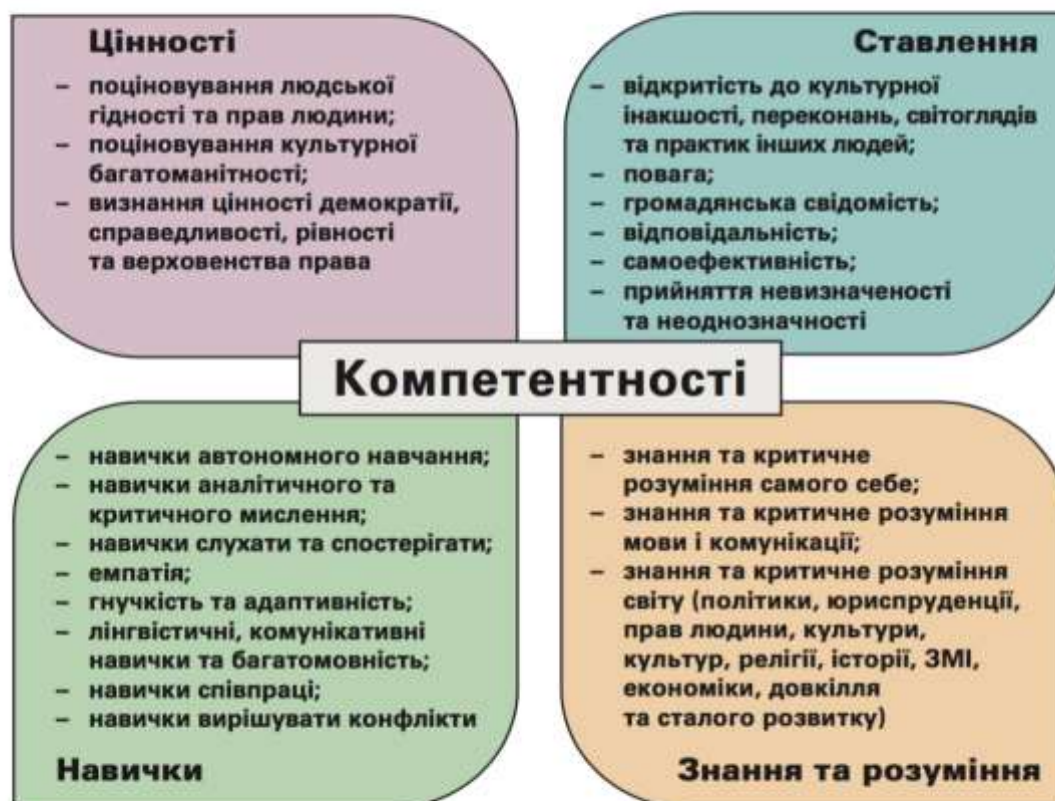 Цінності
– поціновування людської
гідності та прав людини;
– поціновування культурної
багатоманітності;
– визнання цінності демократії,
справедливості, рівності
та верховенства права
Ставлення
– відкритість до культурної
інакшості, переконань, світоглядів
та практик інших людей;
– повага;
– громадянська свідомість;
– відповідальність;
– самоефективність;
– прийняття невизначеності
та неоднозначності
Компетентності
– навички автономного навчання;
– навички аналітичного та
критичного мислення;
– навички слухати та спостерігати;
– емпатія;
– гнучкість та адаптивність;
– лінгвістичні, комунікативні
навички та багатомовність;
– навички співпраці;
– навички вирішувати конфлікти
Навички
– знання та критичне
розуміння самого себе;
– знання та критичне розуміння
мови і комунікації;
– знання та критичне розуміння
світу (політики, юриспруденції,
прав людини, культури,
культур, релігії, історії, ЗМІ,
економіки, довкілля
та сталого розвитку)
Знання та розуміння